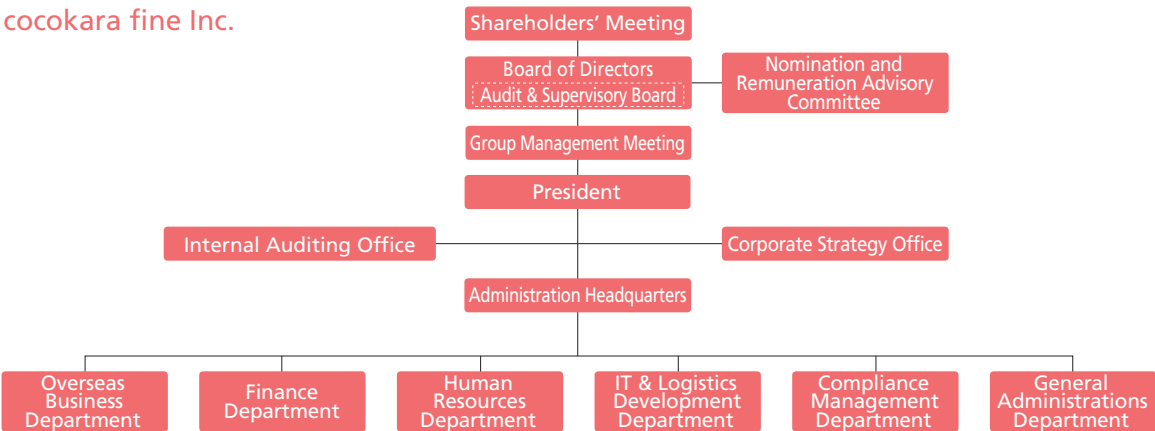 cocokara fine Inc.
Shareholders’ Meeting
Board of Directors
Audit & Supervisory Board
Nomination and
Remuneration Advisory
Committee
Group Management Meeting
President
Internal Auditing Office
Corporate Strategy Office
Administration Headquarters
Overseas
Business
Department
Finance
Department
Human
Resources
Department
IT & Logistics
Development
Department
Compliance
Management
Department
General
Administrations
Department